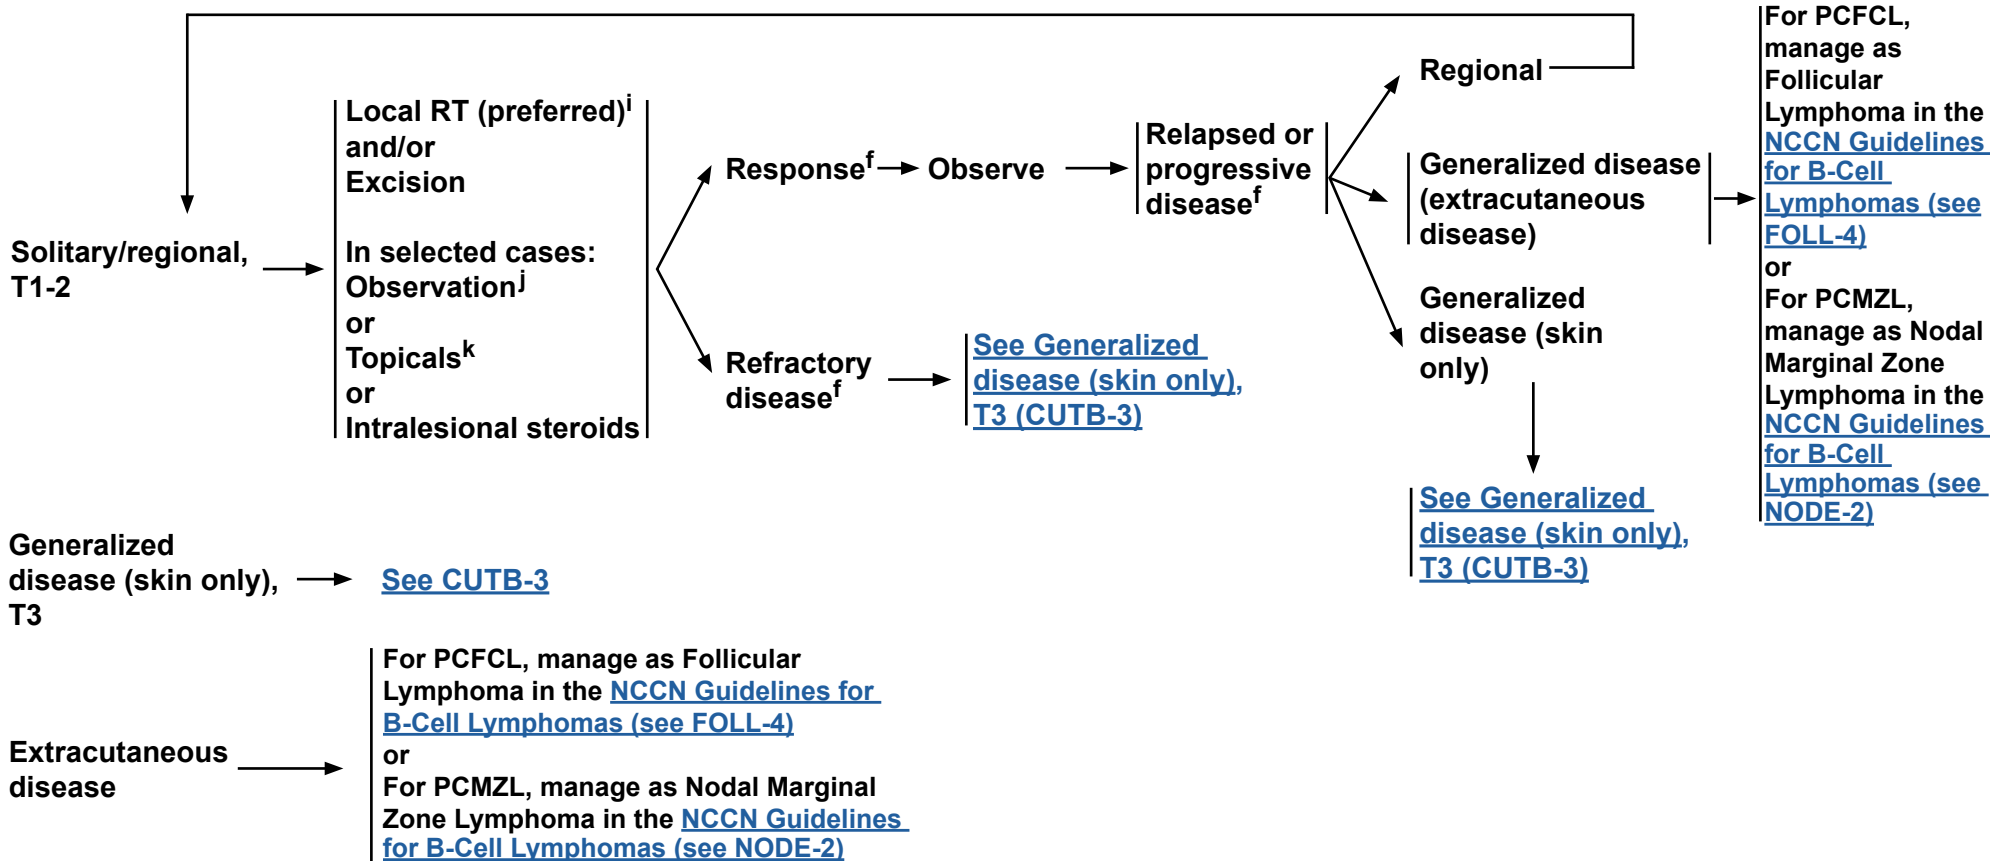 Solitary/regional,
T1-2
Local RT (preferred)i
and/or
Excision
In selected cases:
Observationj
or
Topicalsk
or
Intralesional steroids
Responsef
Observe
Relapsed or
progressive
diseasef
Refractory
diseasef
See Generalized
disease (skin only),
T3 (CUTB-3)
Regional
Generalized disease
(extracutaneous
disease)
Generalized
disease (skin
only)
See Generalized
disease (skin only),
T3 (CUTB-3)
For PCFCL,
manage as
Follicular
Lymphoma in the
NCCN Guidelines
for B-Cell
Lymphomas (see
FOLL-4)
or
For PCMZL,
manage as Nodal
Marginal Zone
Lymphoma in the
NCCN Guidelines
for B-Cell
Lymphomas (see
NODE-2)
Generalized
disease (skin only),
T3
See CUTB-3
Extracutaneous
disease
For PCFCL, manage as Follicular
Lymphoma in the NCCN Guidelines for
B-Cell Lymphomas (see FOLL-4)
or
For PCMZL, manage as Nodal Marginal
Zone Lymphoma in the NCCN Guidelines
for B-Cell Lymphomas (see NODE-2)